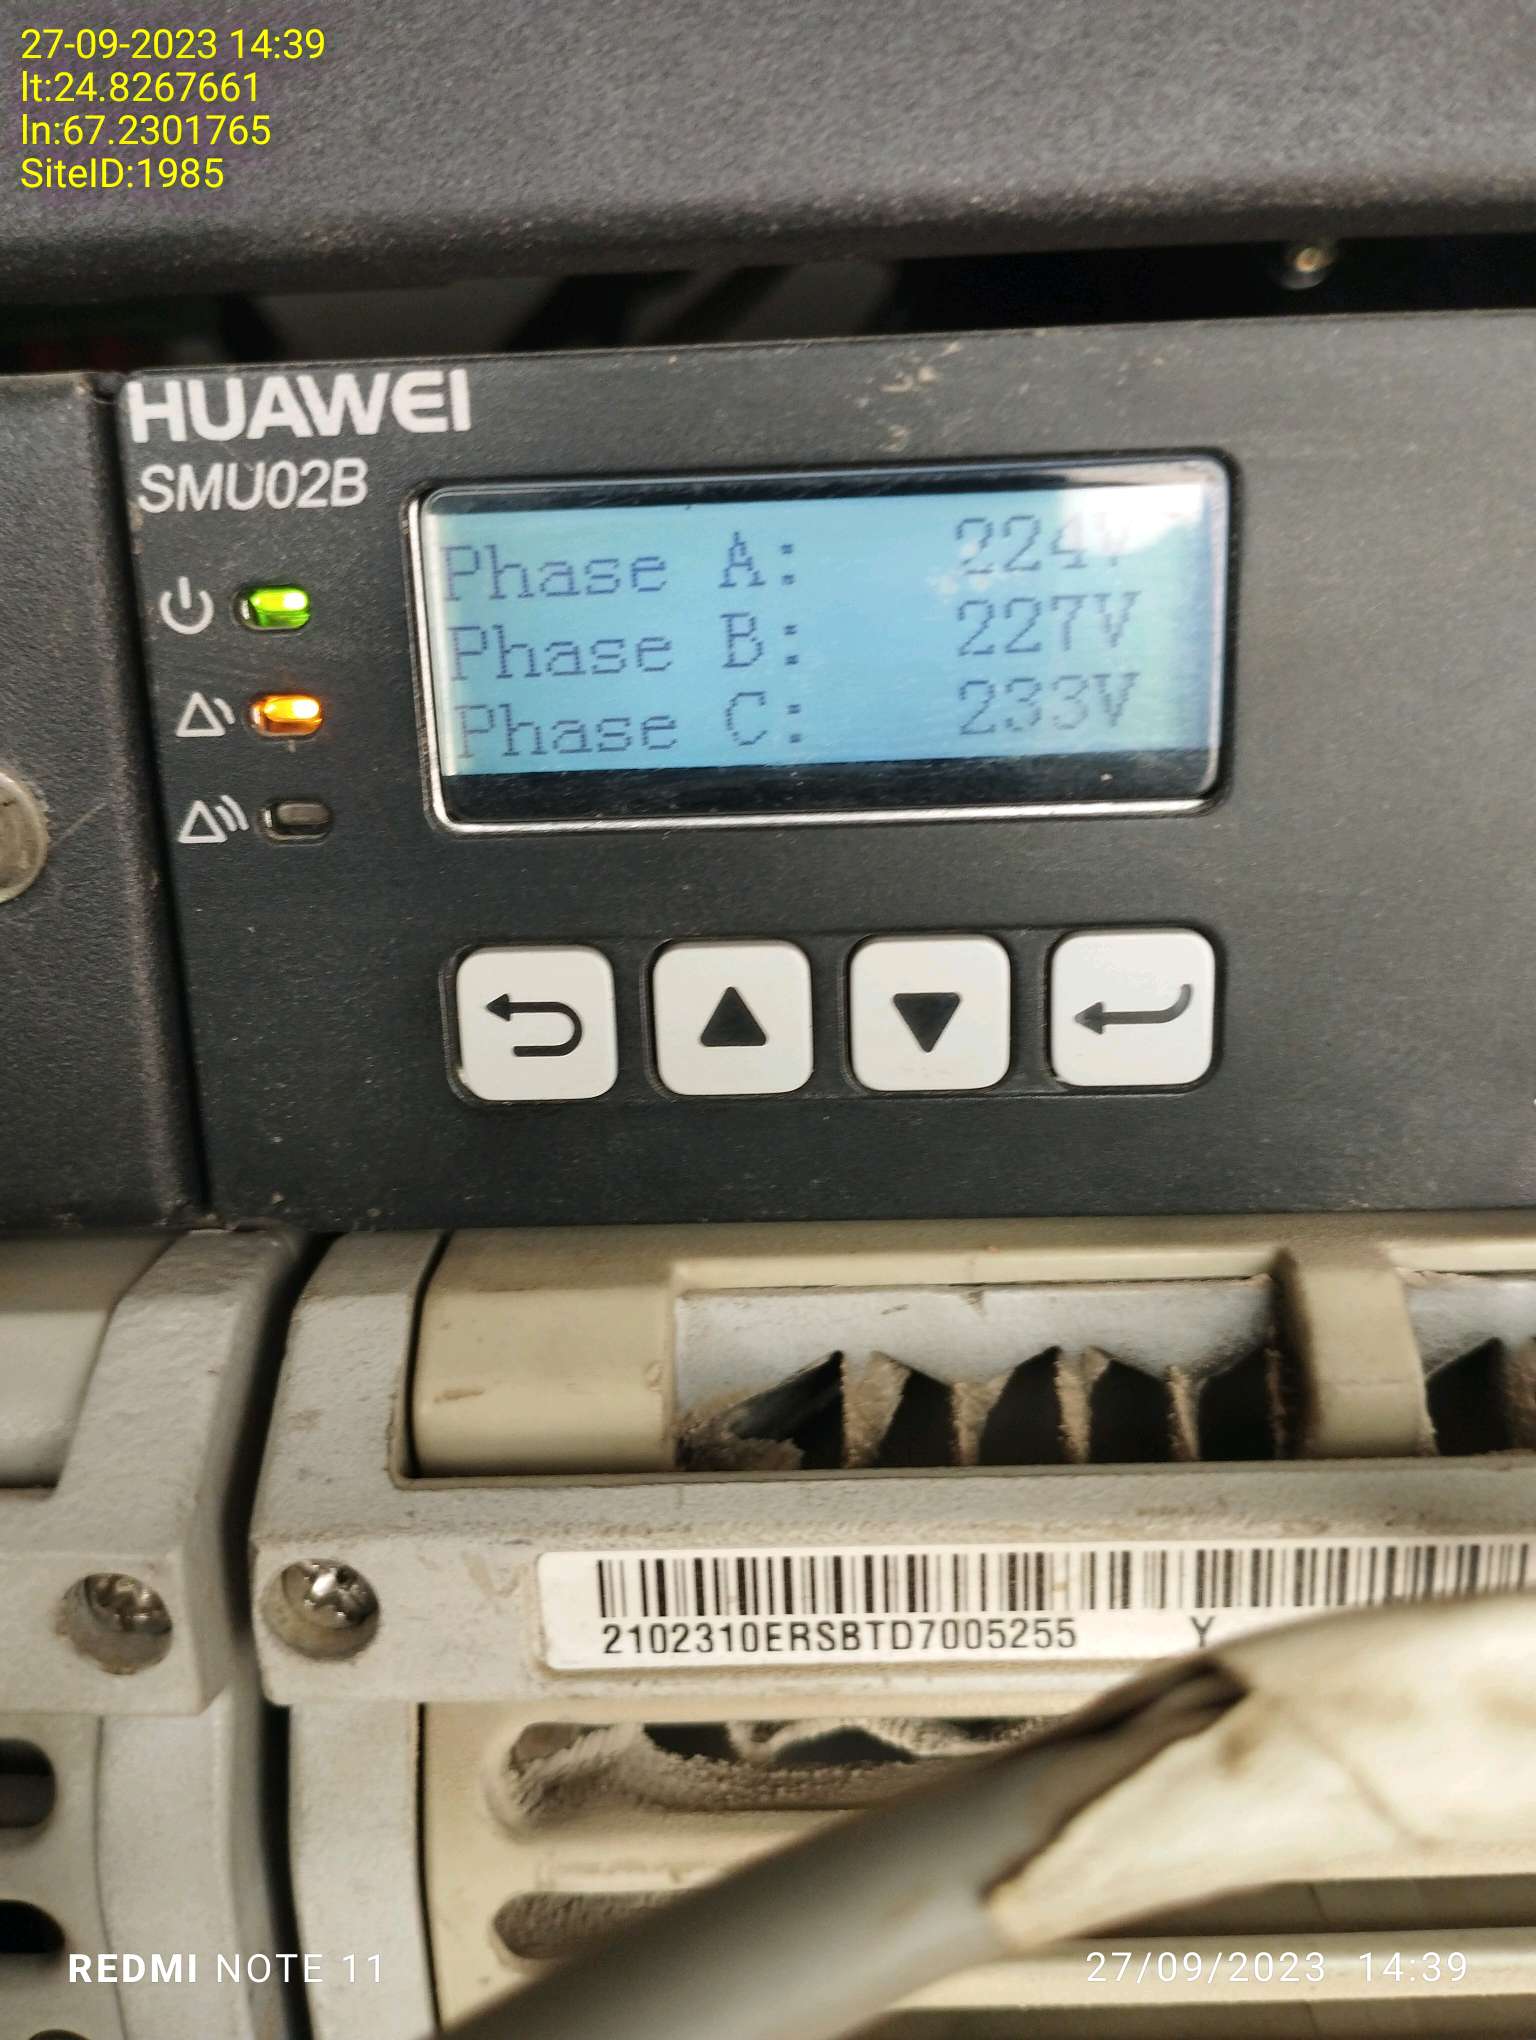 27-09-2023 14:39
lt:24.8267661
ln:67.2301765
SiteID:1985
HUAWEI
SMU02B
Phase A: 224V
Phase B: 227V
Phase C: 233V
2102310ERSBTD7005255 Y
REDMI NOTE 11
27/09/2023 14:39